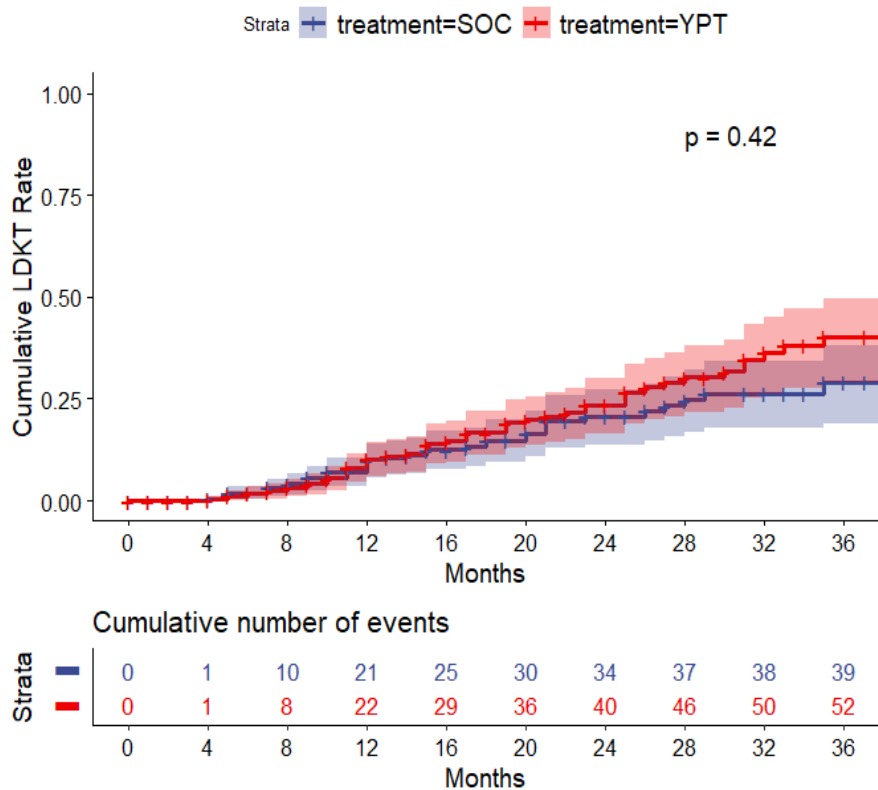 Strata treatment=SOC treatment=YPT
1.00
0.75
0.50
0.25
0.00
Cumulative LDKT Rate
p = 0.42
0 4 8 12 16 20 24 28 32 36
Months
Cumulative number of events
Strata
0 1 10 21 25 30 34 37 38 39
0 1 8 22 29 36 40 46 50 52
0 4 8 12 16 20 24 28 32 36
Months